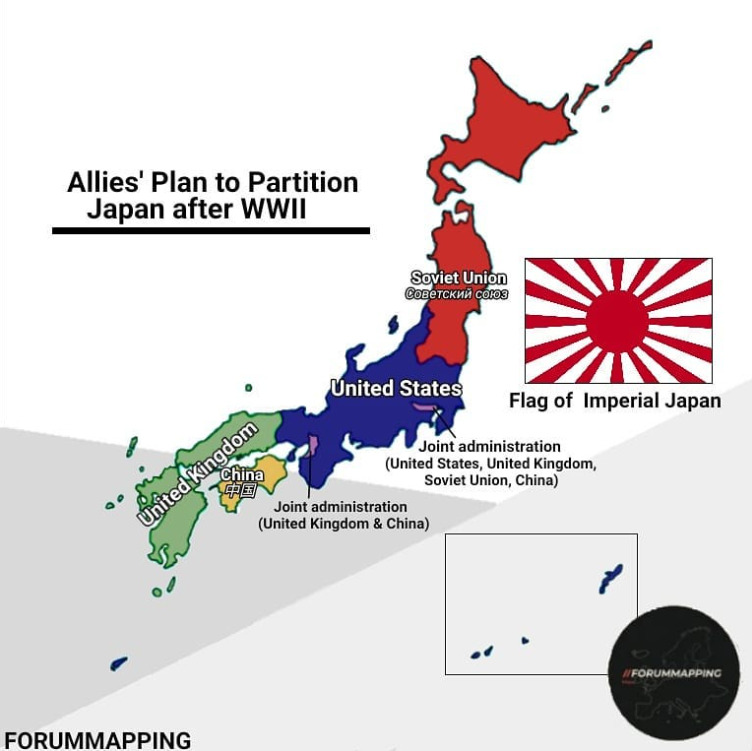 Allies' Plan to Partition
Japan after WWII
Soviet Union
Советский союз
Flag of Imperial Japan
United States
Joint administration
(United States, United Kingdom,
Soviet Union, China)
United Kingdom
China
中国
Joint administration
(United Kingdom & China)
//FORUMMAPPING
FORUMMAPPING